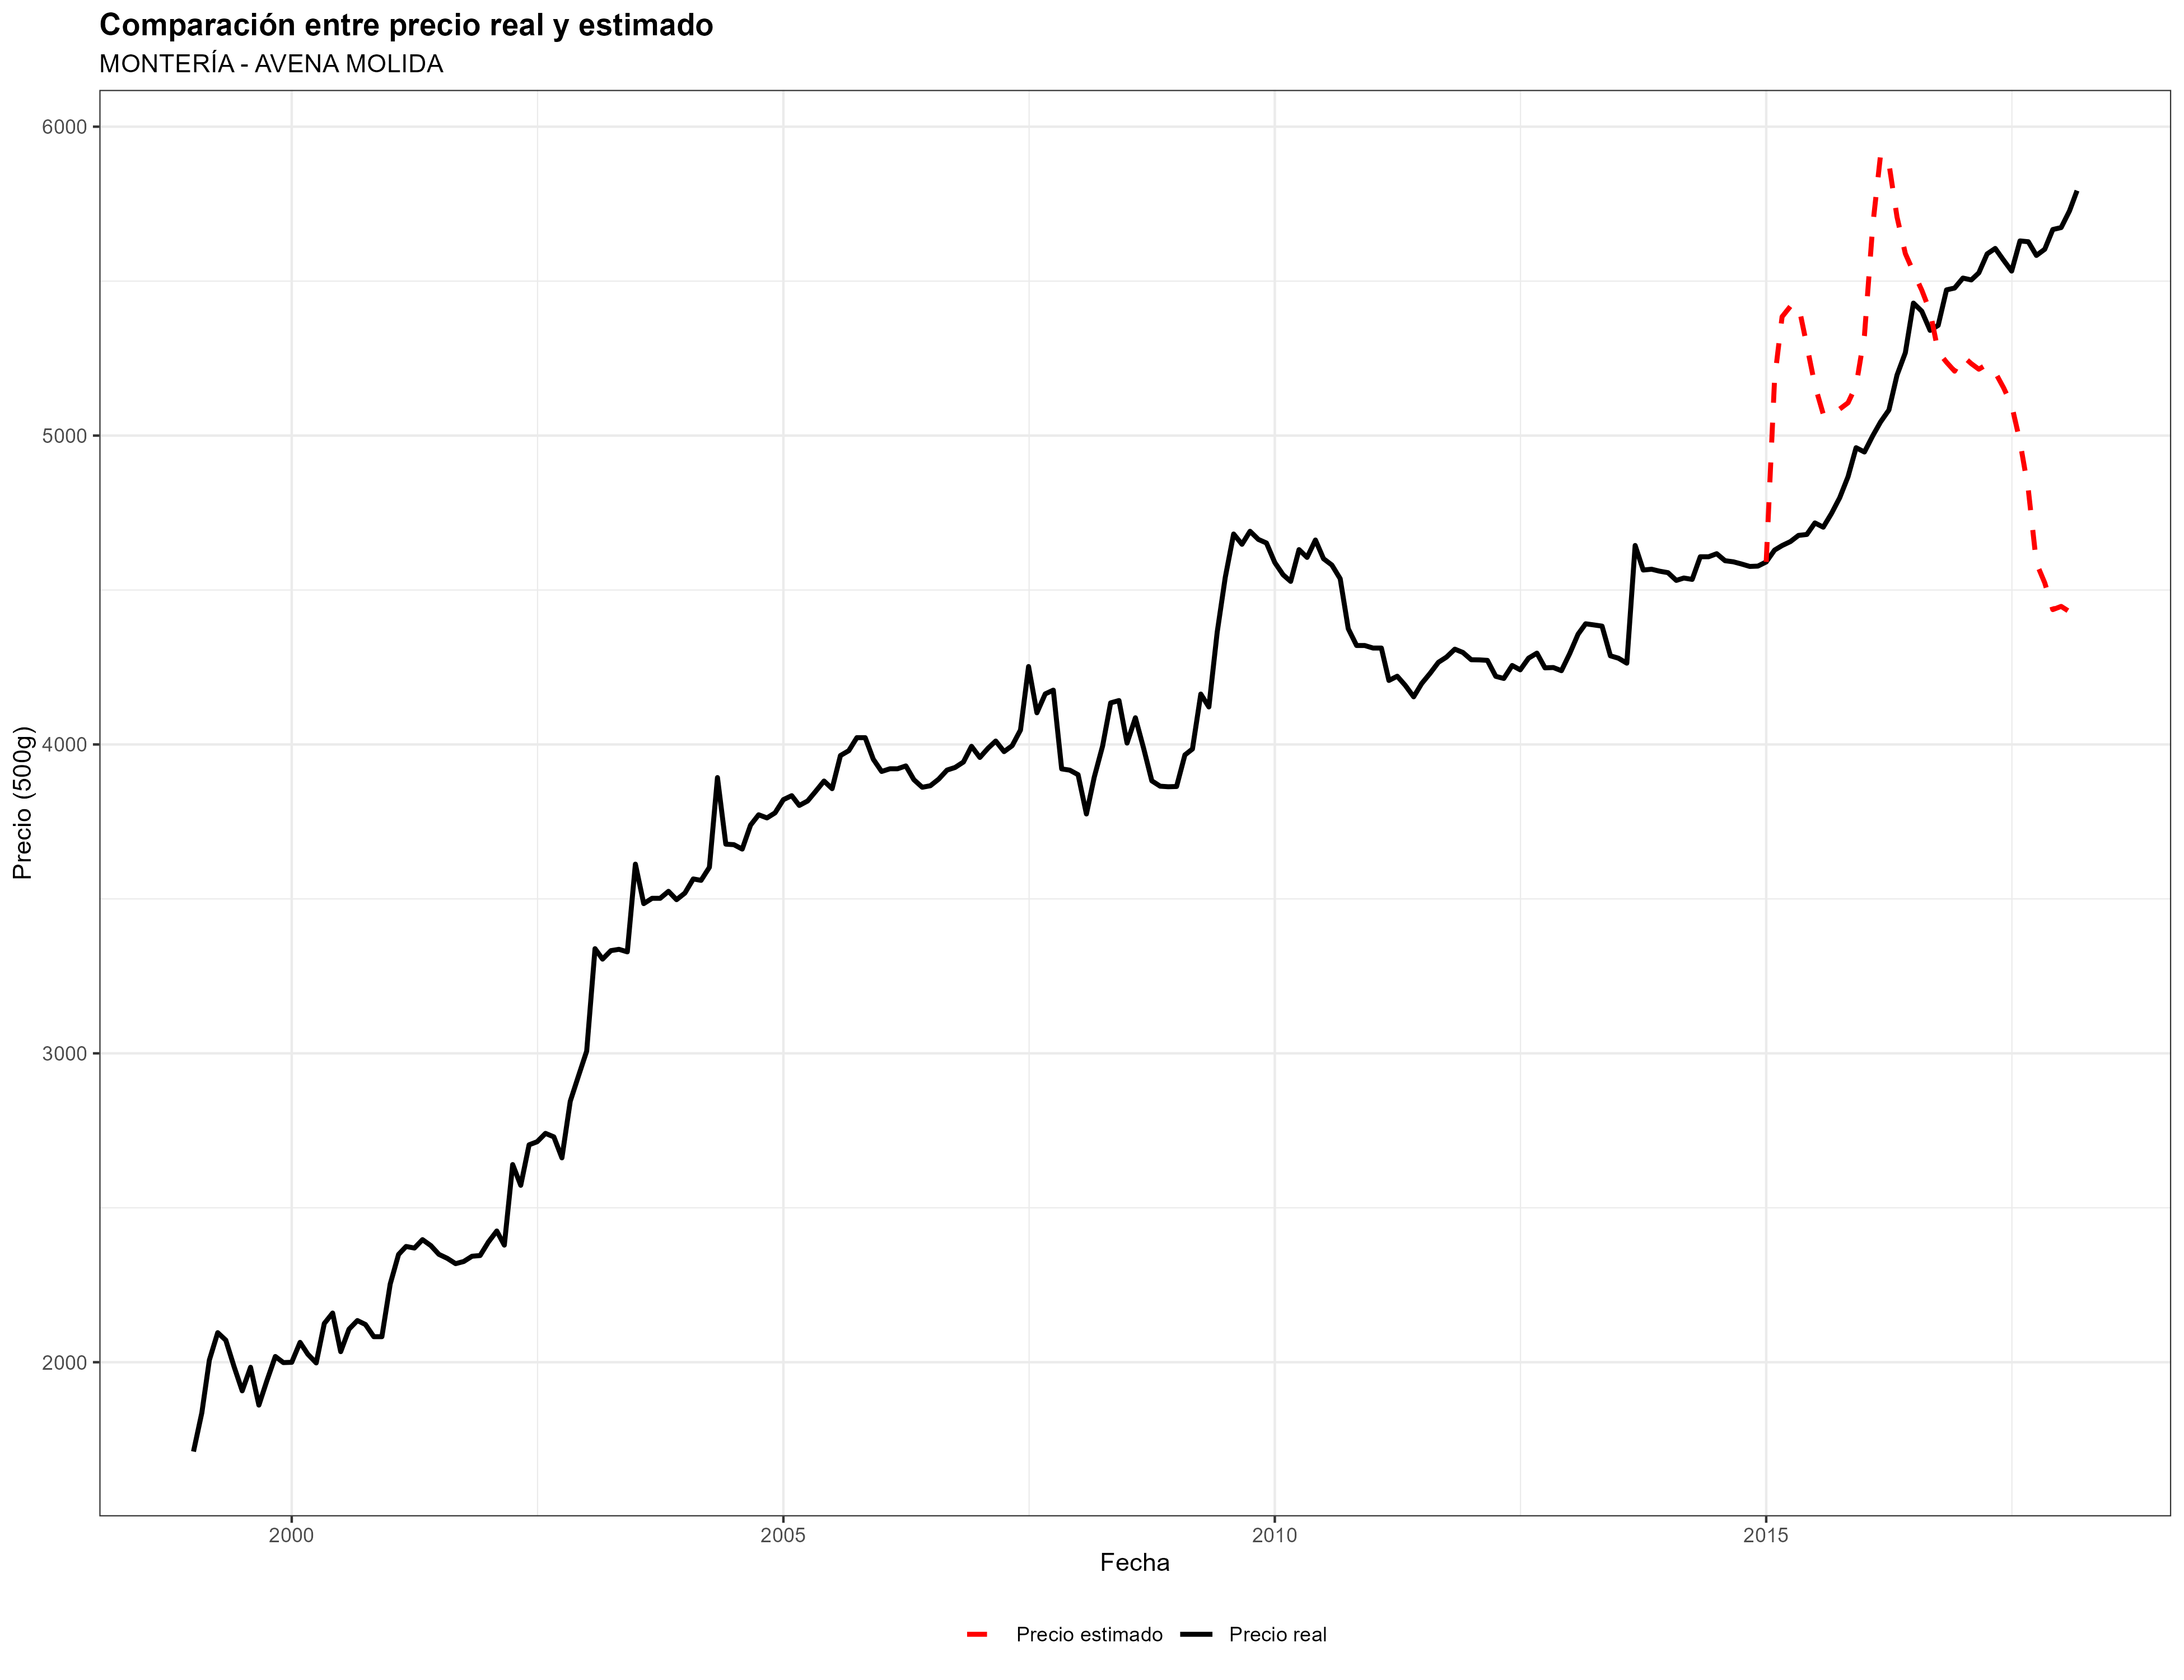 Comparación entre precio real y estimado
MONTERÍA - AVENA MOLIDA
Precio (500g)
6000
5000
4000
3000
2000
2000
2005
2010
2015
Fecha
Precio estimado
Precio real